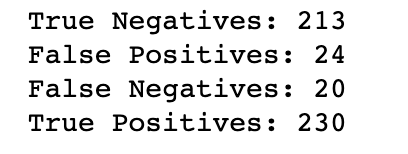 True Negatives: 213
False Positives: 24
False Negatives: 20
True Positives: 230